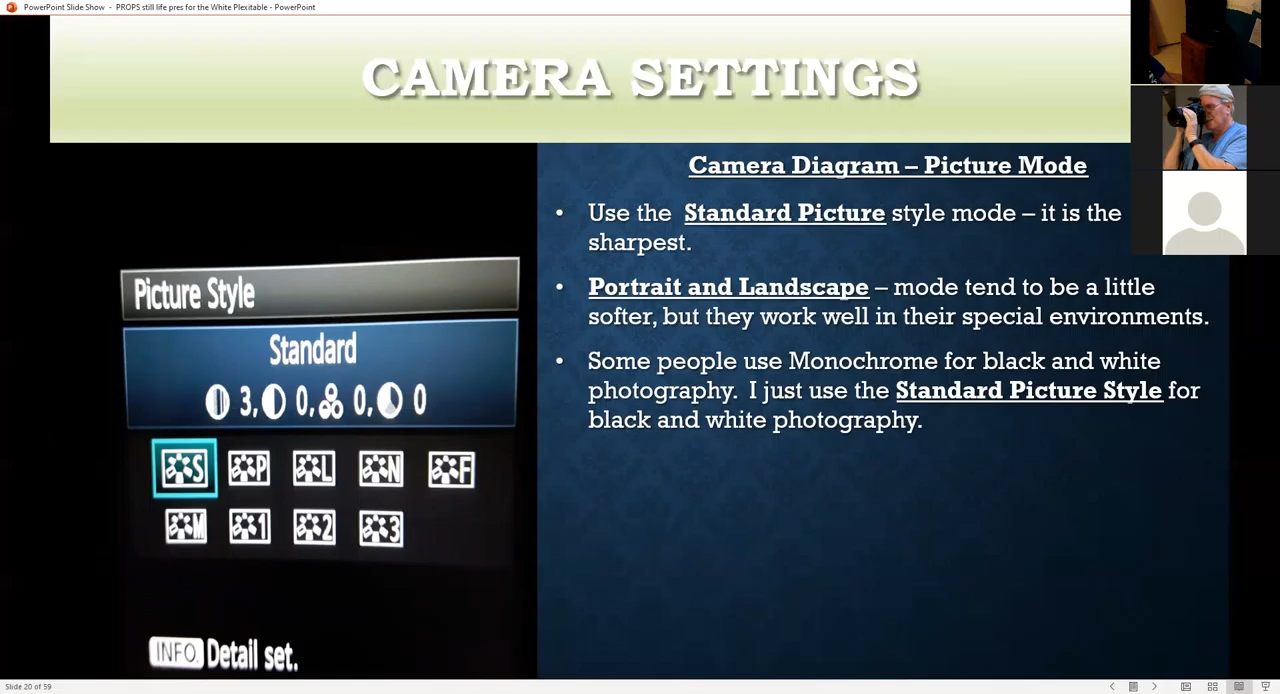 PowerPoint Slide Show - PROPS still life pres for the White Plexitable - PowerPoint
CAMERA SETTINGS
Camera Diagram – Picture Mode
• Use the Standard Picture style mode – it is the
sharpest.
• Portrait and Landscape – mode tend to be a little
softer, but they work well in their special environments.
• Some people use Monochrome for black and white
photography. I just use the Standard Picture Style for
black and white photography.
Picture Style
Standard
3, 0, 0, 0
S P L N F
M 1 2 3
INFO. Detail set.
Slide 20 of 59